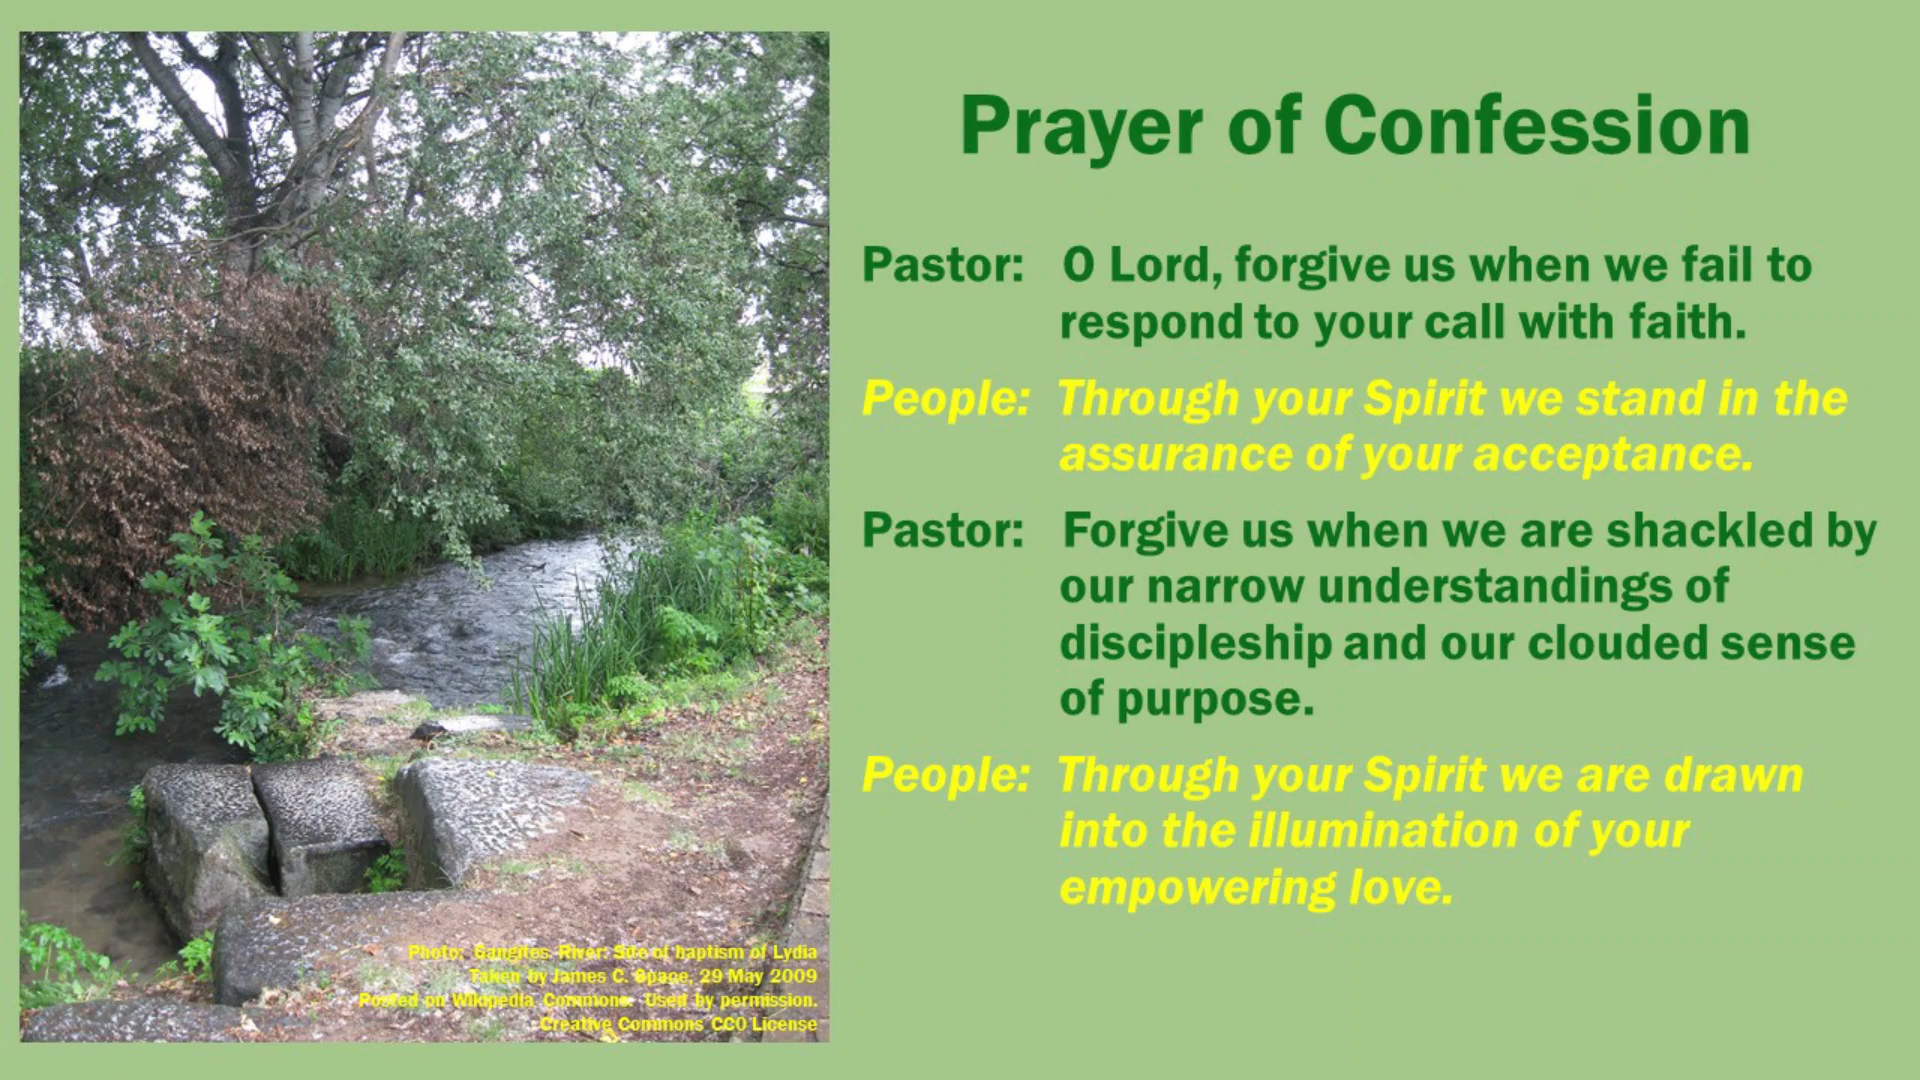 Prayer of Confession
Pastor: O Lord, forgive us when we fail to
respond to your call with faith.
People: Through your Spirit we stand in the
assurance of your acceptance.
Pastor: Forgive us when we are shackled by
our narrow understandings of
discipleship and our clouded sense
of purpose.
People: Through your Spirit we are drawn
into the illumination of your
empowering love.
Photo: Gangites River: Site of baptism of Lydia
Taken by James C. Space, 29 May 2009
Posted on Wikipedia Commons. Used by permission.
Creative Commons CC0 License